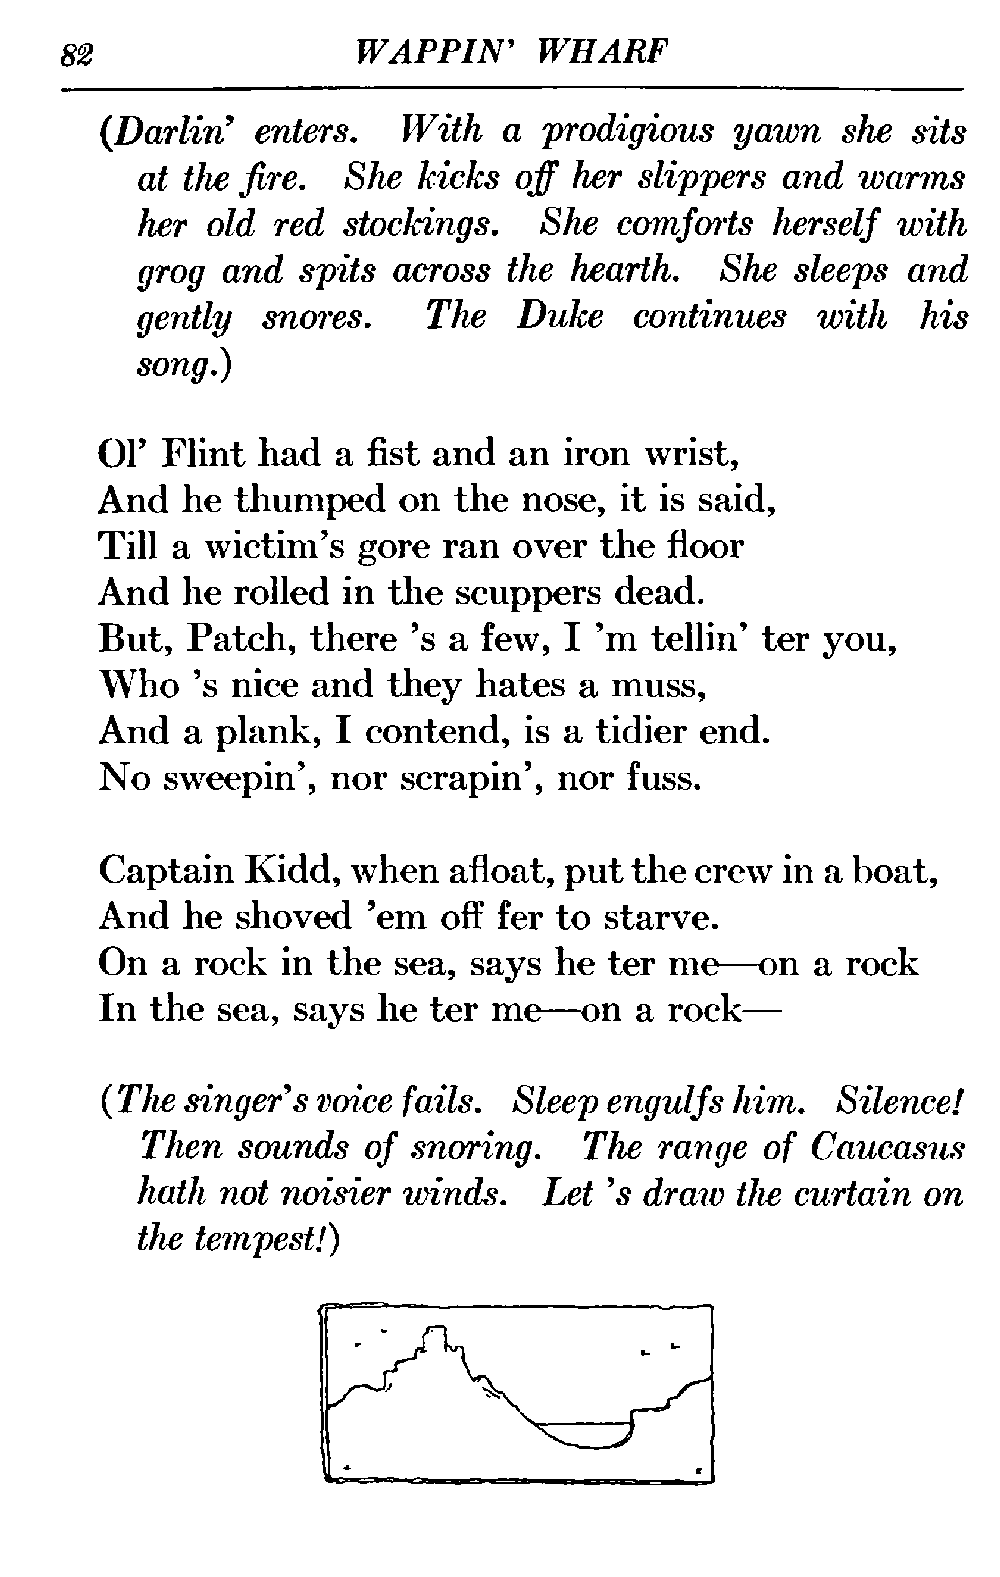 82 WAPPIN' WHARF
(Darlin' enters. With a prodigious yawn she sits
at the fire. She kicks off her slippers and warms
her old red stockings. She comforts herself with
grog and spits across the hearth. She sleeps and
gently snores. The Duke continues with his
song.)
Ol' Flint had a fist and an iron wrist,
And he thumped on the nose, it is said,
Till a wictim's gore ran over the floor
And he rolled in the scuppers dead.
But, Patch, there 's a few, I 'm tellin' ter you,
Who 's nice and they hates a muss,
And a plank, I contend, is a tidier end.
No sweepin', nor scrapin', nor fuss.
Captain Kidd, when afloat, put the crew in a boat,
And he shoved 'em off fer to starve.
On a rock in the sea, says he ter me—on a rock
In the sea, says he ter me—on a rock—
(The singer's voice fails. Sleep engulfs him. Silence!
Then sounds of snoring. The range of Caucasus
hath not noisier winds. Let 's draw the curtain on
the tempest!)